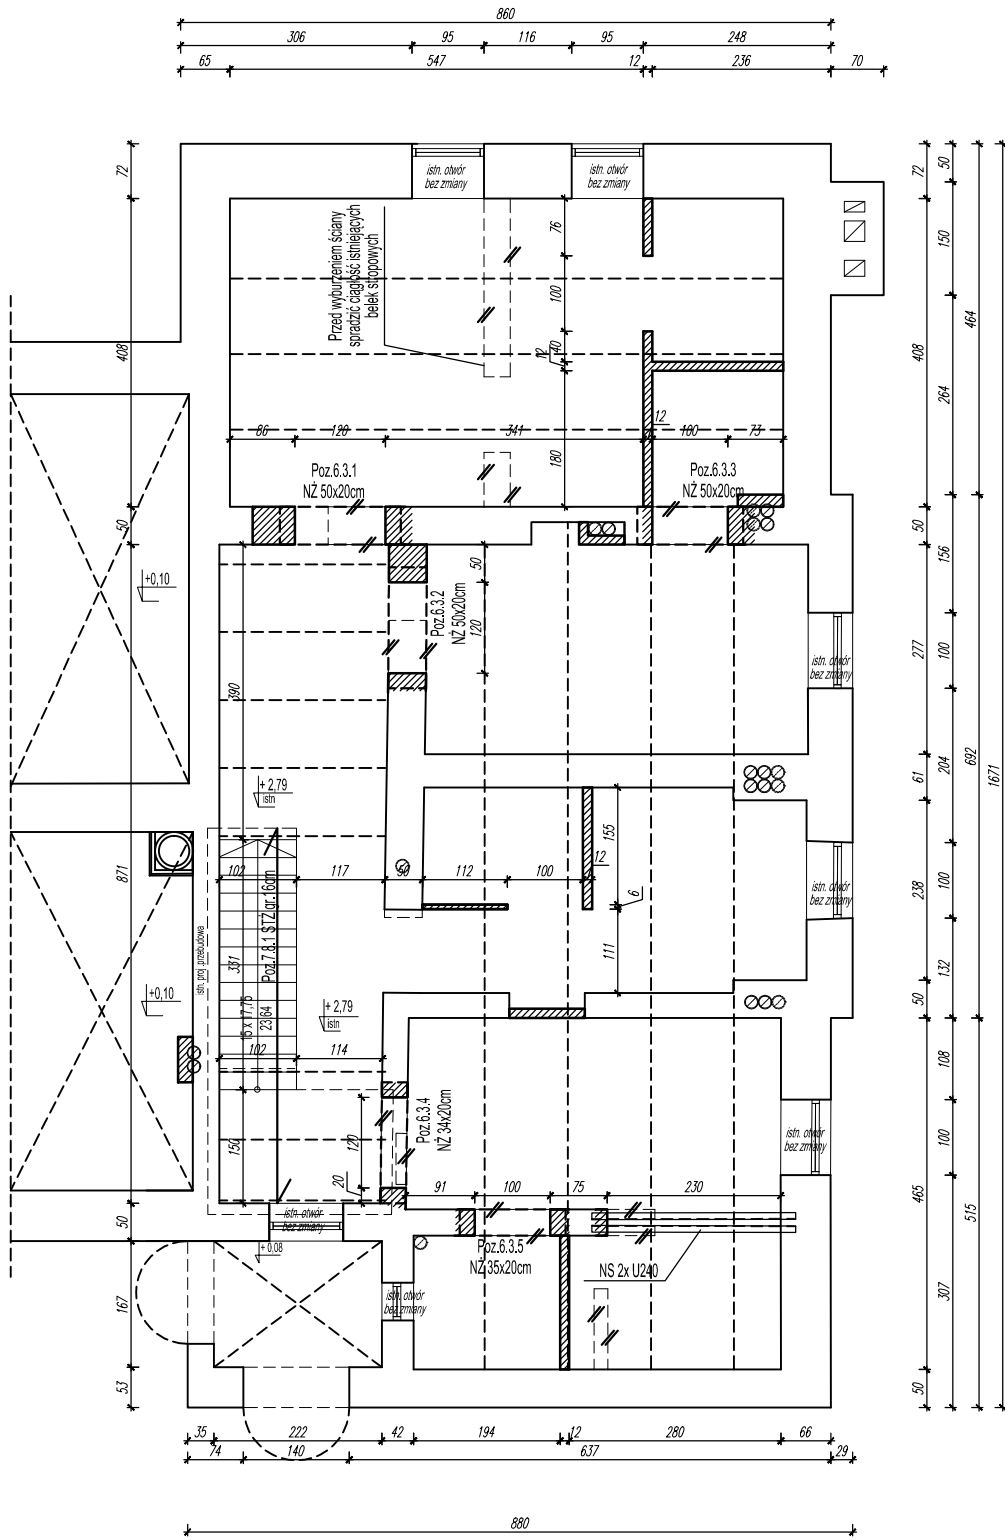 860
306 95 116 95 248
65 547 12 236 70
istn. otwór
bez zmiany
istn. otwór
bez zmiany
Przed wyburzeniem ściany
spradzić ciągłość istniejących
belek stropowych
72
408
50
871
50
167
53
76
100
40
12
180
86 120 341 12 100 73
Poz.6.3.1
NŻ 50x20cm
Poz.6.3.3
NŻ 50x20cm
72
408
50
277
61
238
50
465
50
50
150
264
156
100
204
100
132
108
100
307
464
692
515
1671
+0,10
Poz.6.3.2
NŻ 50x20cm
50
120
390
istn. otwór
bez zmiany
+ 2,79
istn
102 117 50 112 100 12
155
6
111
istn. otwór
bez zmiany
istn. proj. przebudowa
Poz.7.8.1 STŻ gr.16cm
331
15 x 17,75
23,64
+0,10
+ 2,79
istn
102 114
150
Poz.6.3.4
NŻ 34x20cm
120
20
istn. otwór
bez zmiany
91 100 75 230
istn. otwór
bez zmiany
+ 0,08
Poz.6.3.5
NŻ 35x20cm
NS 2x U240
istn. otwór
bez zmiany
35 222 42 194 12 280 66
74 140 637 29
880